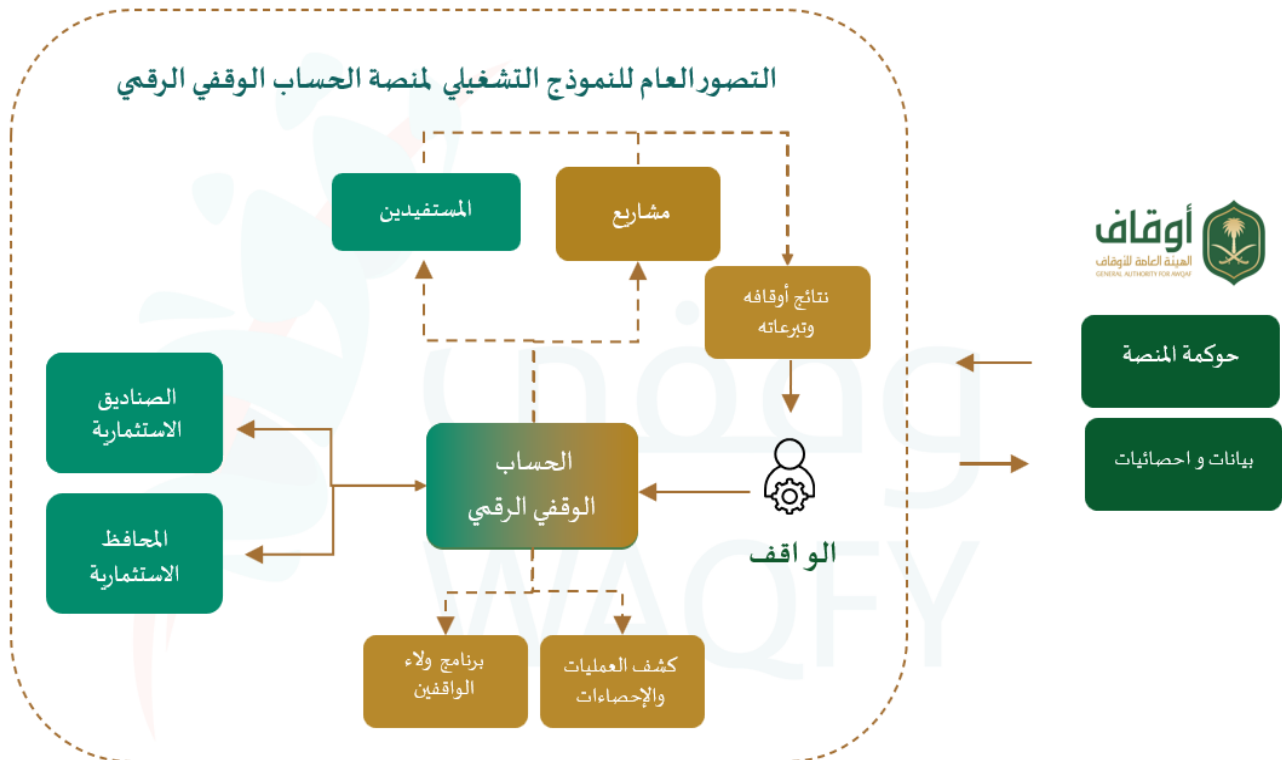 التصور العام للنموذج التشغيلي لمنصة الحساب الوقفي الرقمي
مشاريع
المستفيدين
أوقاف
الهيئة العامة للأوقاف
GENERAL AUTHORITY FOR AWQAF
نتائج أوقافه
وتبرعاته
حوكمة المنصة
الصناديق
الاستثمارية
وقفي
بيانات و احصائيات
الحساب
الوقفي الرقمي
المحافظ
الاستثمارية
الواقف
WAQFY
كشف العمليات
والإحصاءات
برنامج ولاء
الواقفين